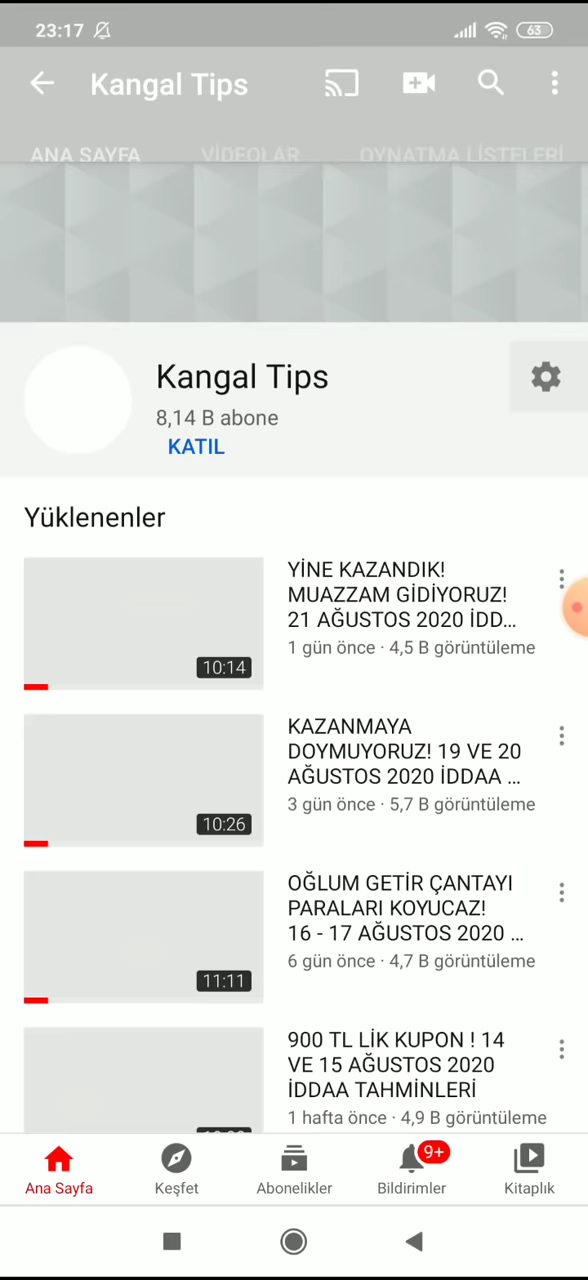 23:17
63
Kangal Tips
ANA SAYFA VİDEOLAR OYNATMA LİSTELERİ
Kangal Tips
8,14 B abone
KATIL
Yüklenenler
YİNE KAZANDIK!
MUAZZAM GİDİYORUZ!
21 AĞUSTOS 2020 İDD...
1 gün önce · 4,5 B görüntüleme
10:14
KAZANMAYA
DOYMUYORUZ! 19 VE 20
AĞUSTOS 2020 İDDAA ...
3 gün önce · 5,7 B görüntüleme
10:26
OĞLUM GETİR ÇANTAYI
PARALARI KOYUCAZ!
16 - 17 AĞUSTOS 2020 ...
6 gün önce · 4,7 B görüntüleme
11:11
900 TL LİK KUPON ! 14
VE 15 AĞUSTOS 2020
İDDAA TAHMİNLERİ
1 hafta önce · 4,9 B görüntüleme
9+
Ana Sayfa Keşfet Abonelikler Bildirimler Kitaplık